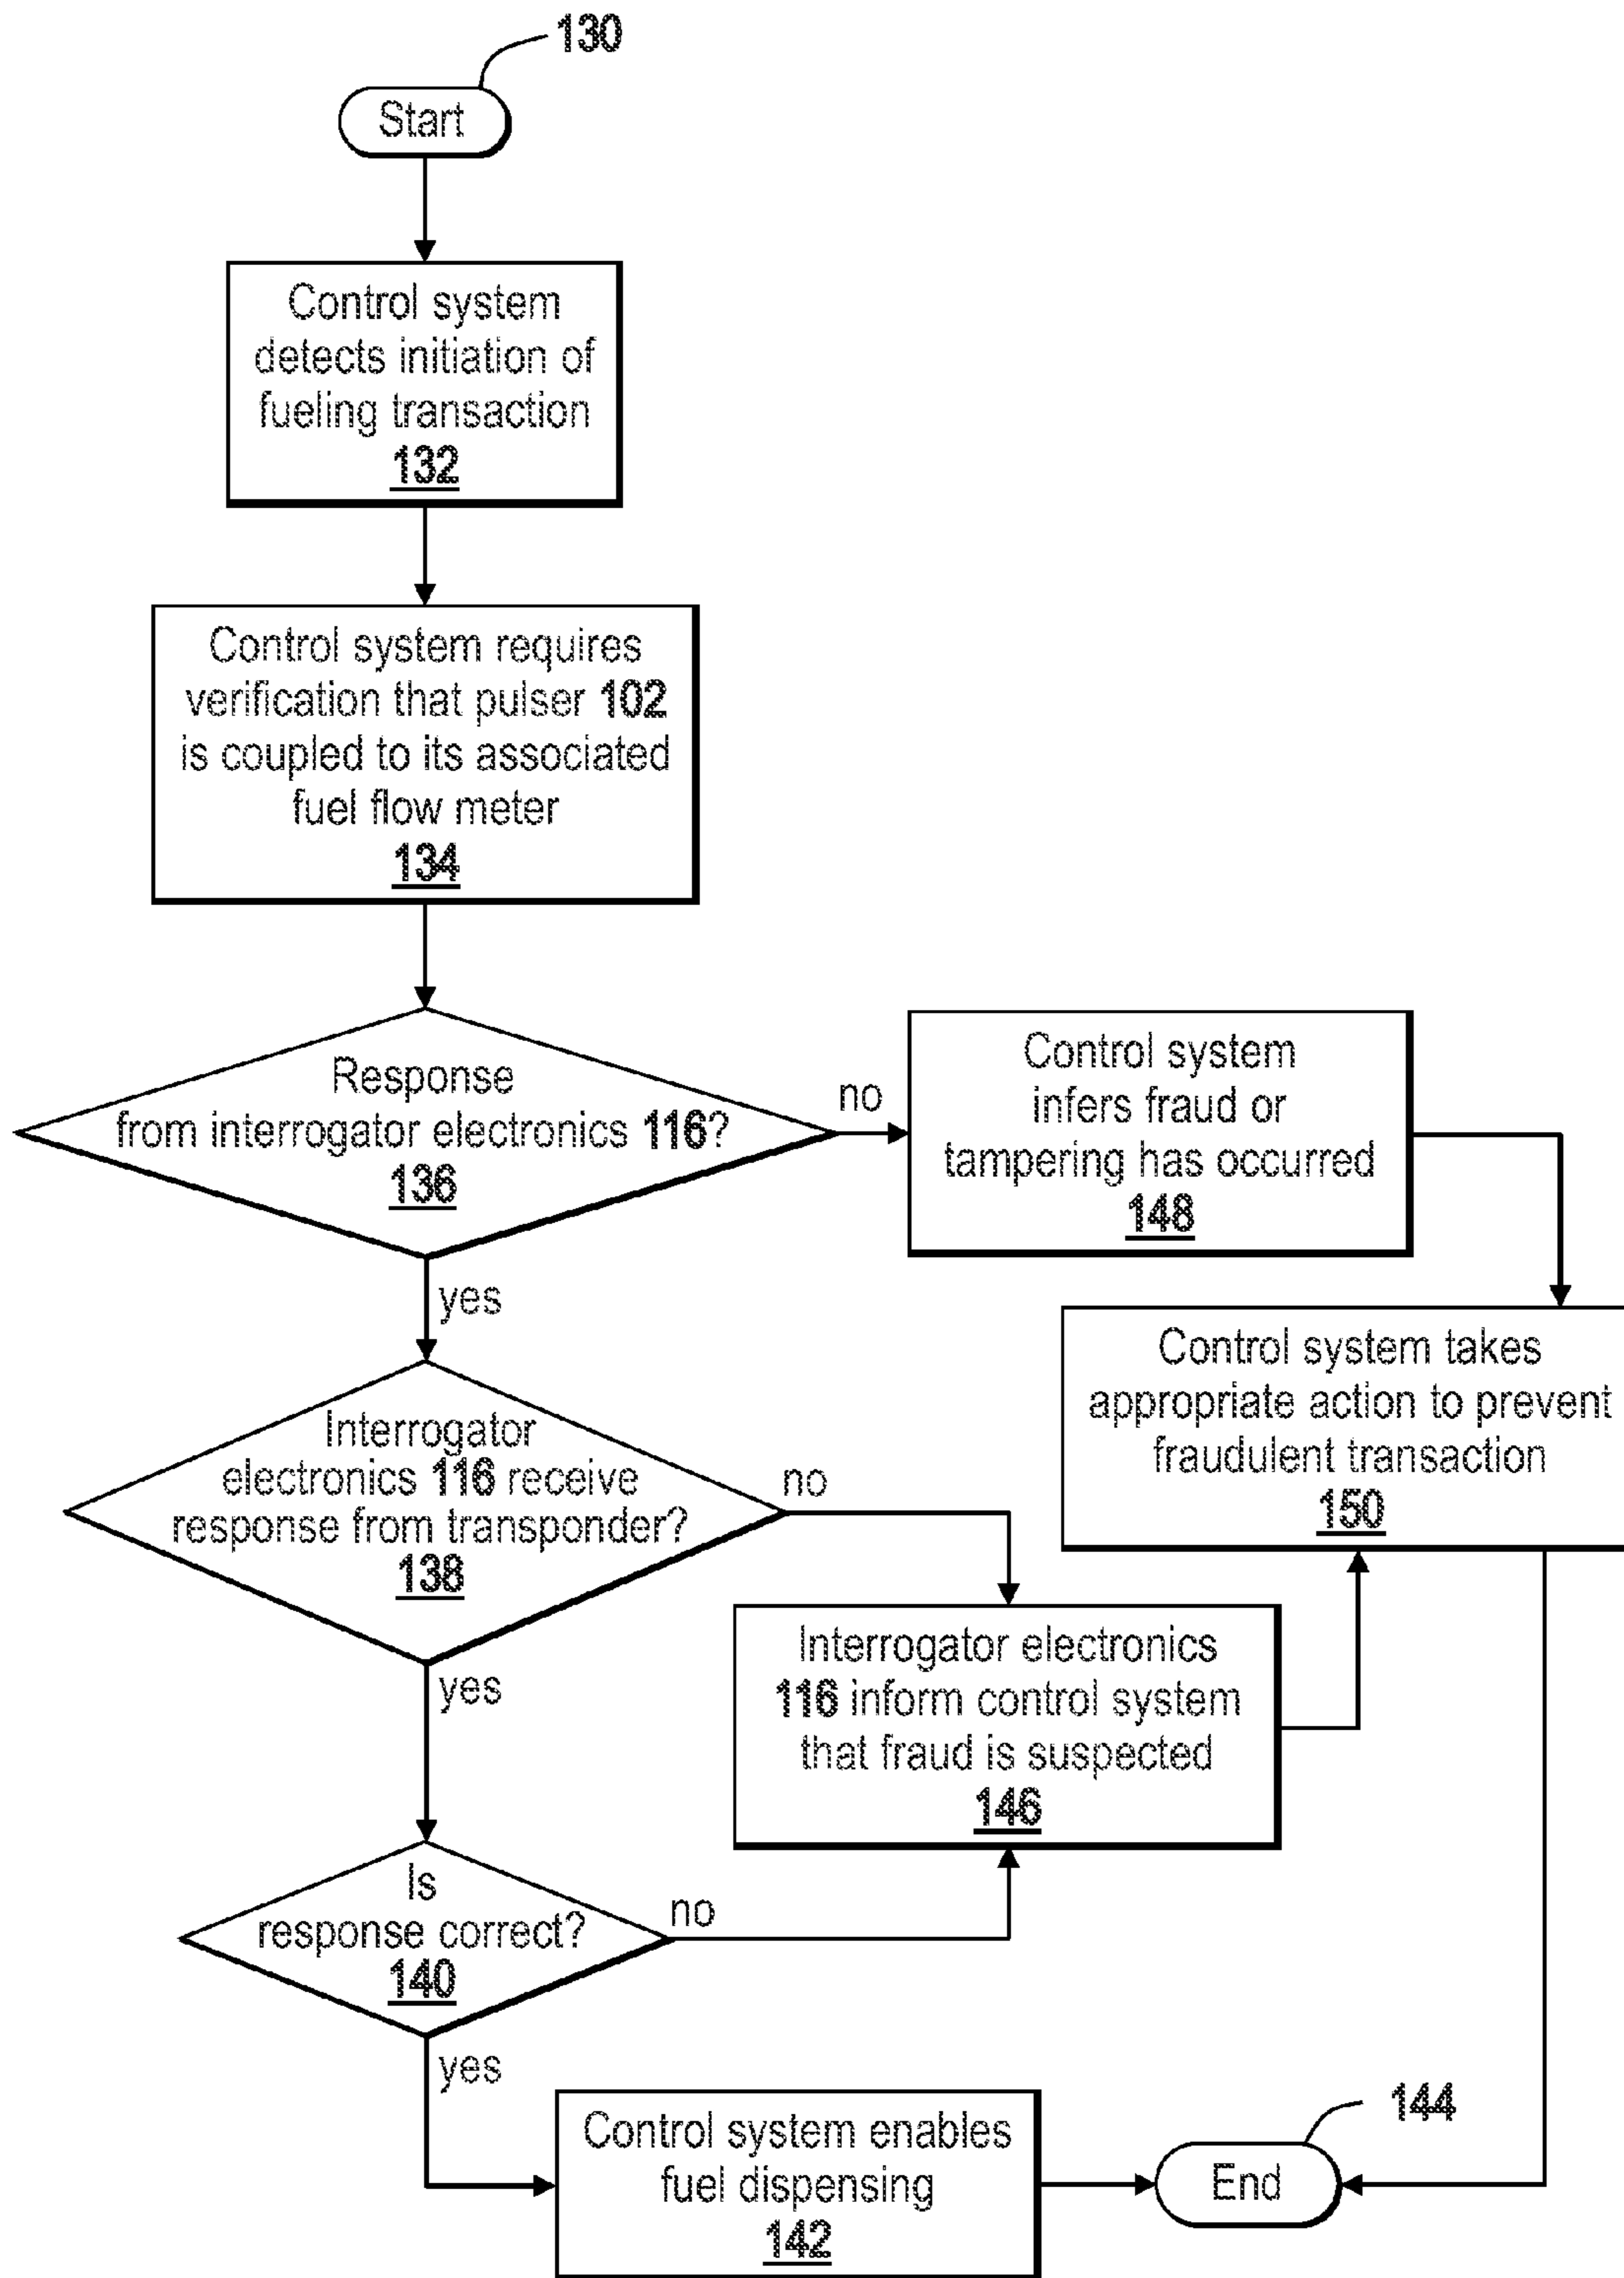 130
Start
Control system
detects initiation of
fueling transaction
132
Control system requires
verification that pulser 102
is coupled to its associated
fuel flow meter
134
Response
from interrogator electronics 116?
136
no
Control system
infers fraud or
tampering has occurred
148
yes
Control system takes
appropriate action to prevent
fraudulent transaction
150
Interrogator
electronics 116 receive
response from transponder?
138
no
Interrogator electronics
116 inform control system
that fraud is suspected
146
yes
Is
response correct?
140
no
yes
Control system enables
fuel dispensing
142
144
End